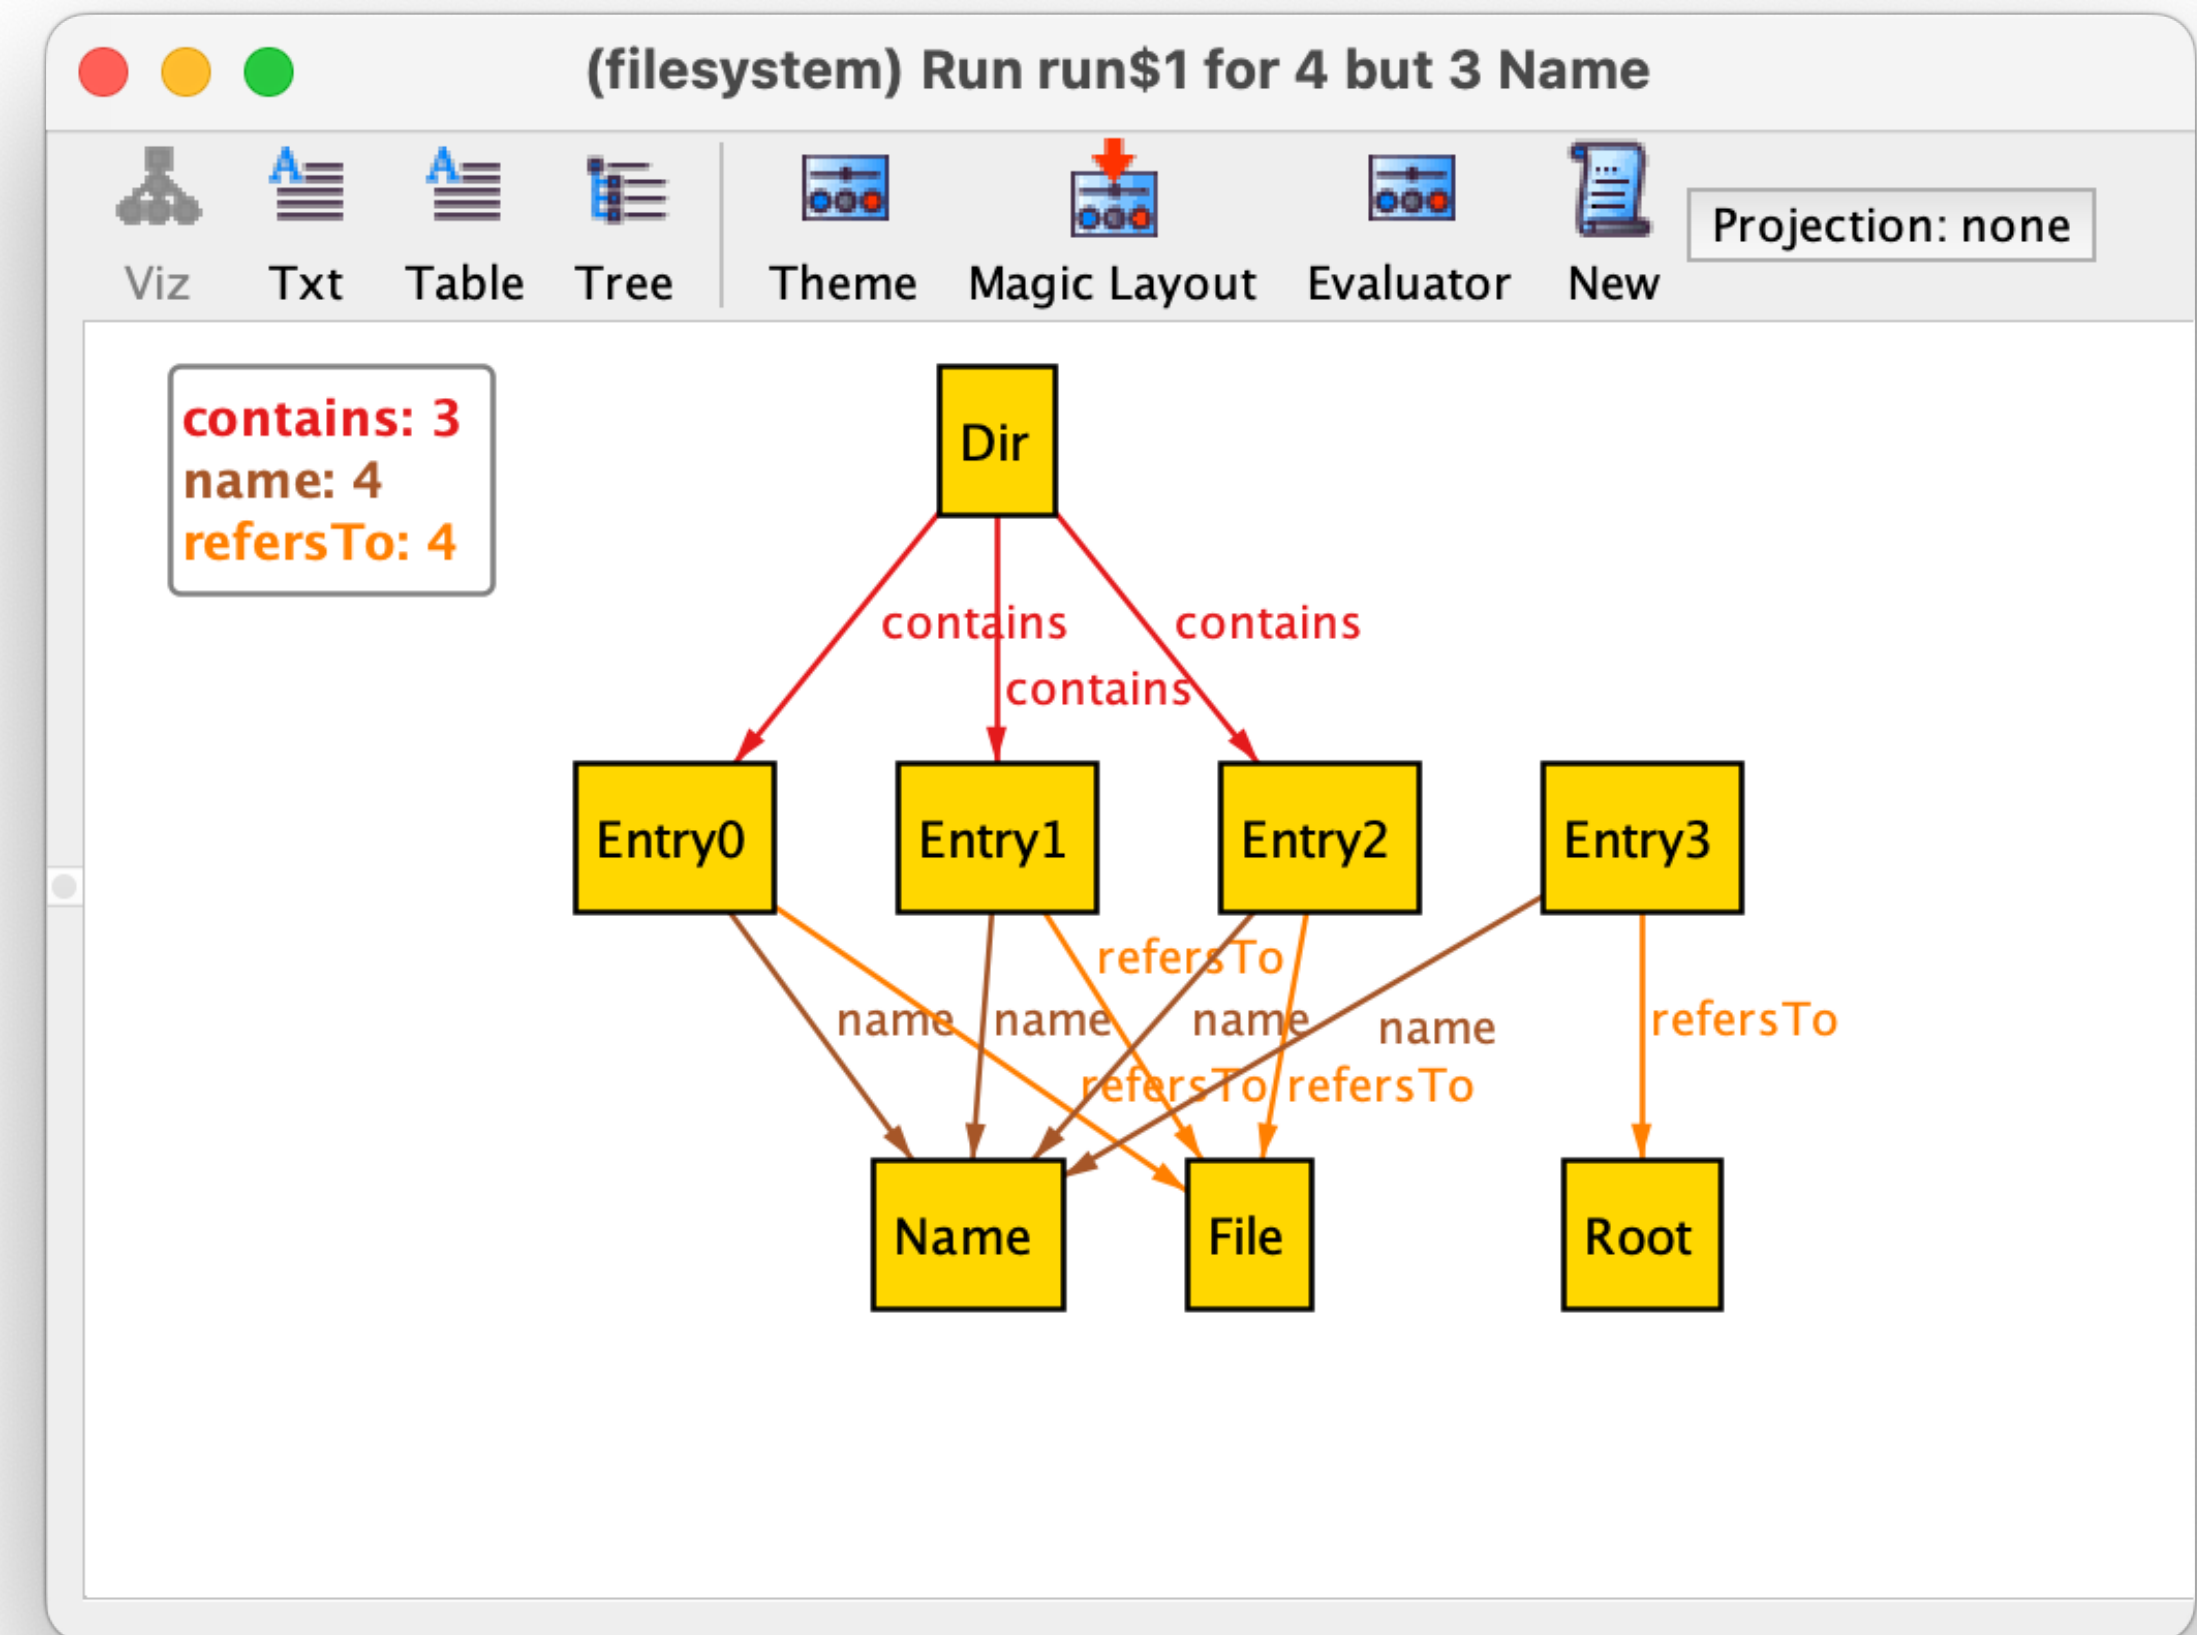 (filesystem) Run run$1 for 4 but 3 Name
Viz Txt Table Tree Theme Magic Layout Evaluator New Projection: none
contains: 3
name: 4
refersTo: 4
Dir
contains contains
contains
Entry0 Entry1 Entry2 Entry3
refersTo
name name name name refersTo
refersTo refersTo
Name File Root